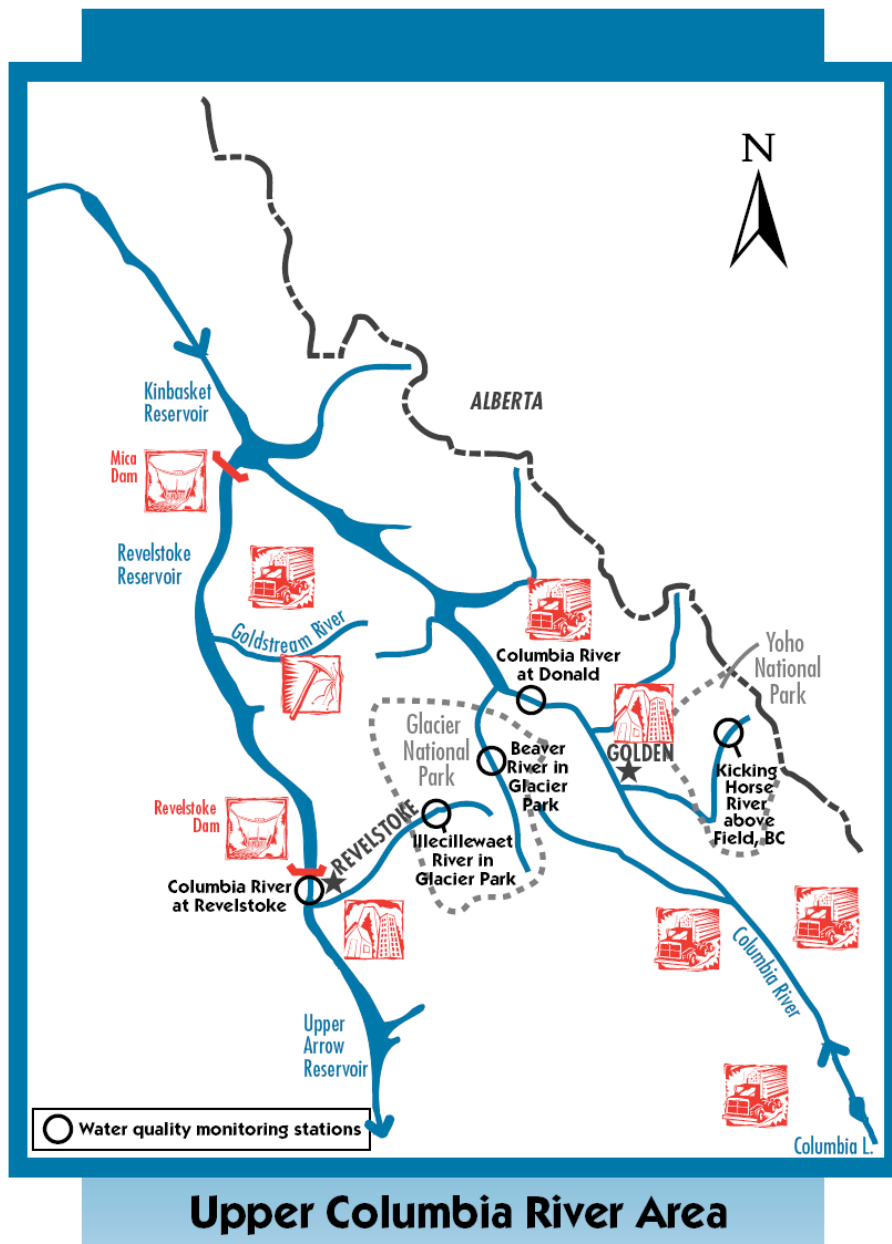 N
Kinbasket
Reservoir
ALBERTA
Mica
Dam
Revelstoke
Reservoir
Goldstream River
Columbia River
at Donald
Yoho
National
Park
Glacier
National
Park
Beaver
River in
Glacier
Park
GOLDEN
Kicking
Horse
River
above
Field, BC
Revelstoke
Dam
REVELSTOKE
Illecillewaet
River in
Glacier Park
Columbia River
at Revelstoke
Columbia River
Upper
Arrow
Reservoir
Water quality monitoring stations
Columbia L.
Upper Columbia River Area